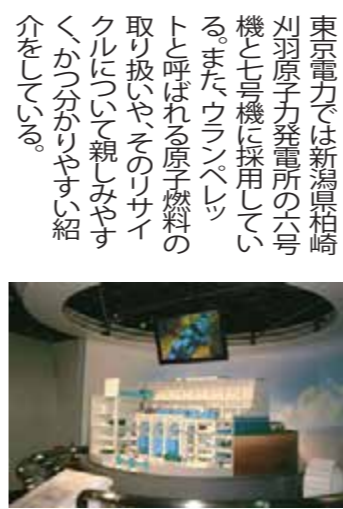 東京電力では新潟県柏崎
刈羽原子力発電所の六号
機と七号機に採用してい
る。また、ウランペレッ
トと呼ばれる原子燃料の
取り扱いや、そのリサイ
クルについて親しみやす
く、かつ分かりやすい紹
介をしている。